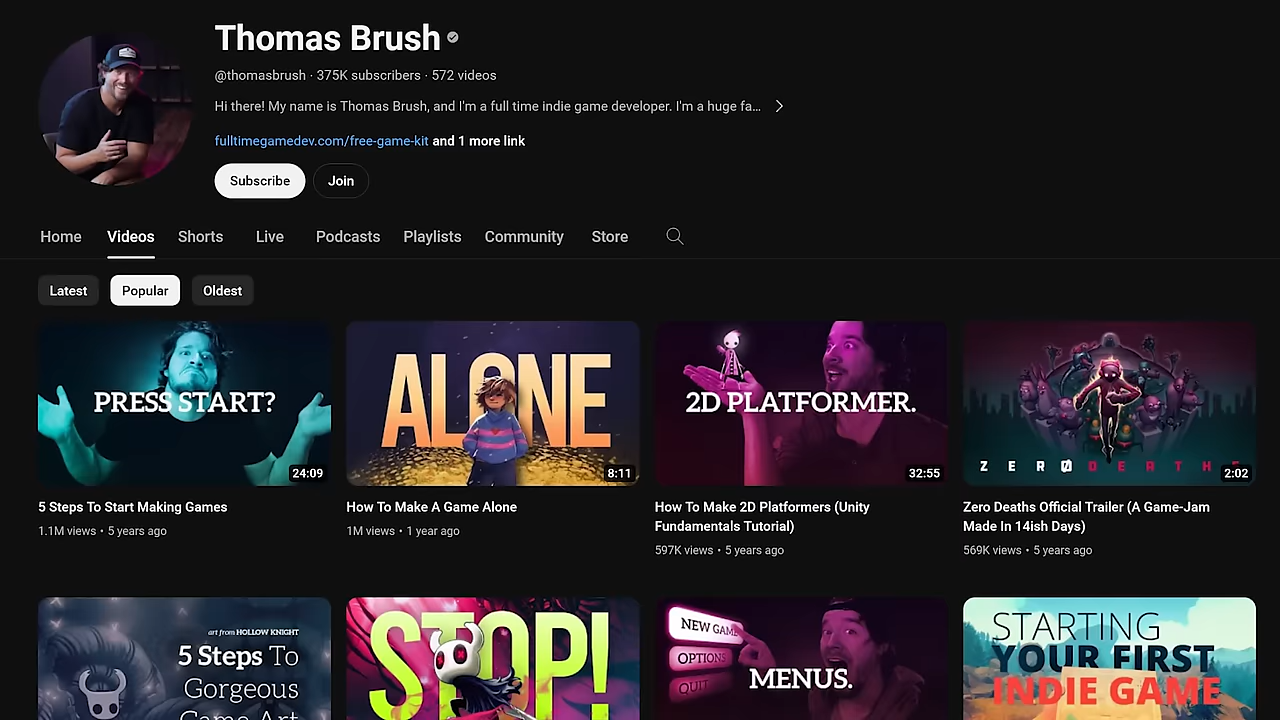 Thomas Brush
@thomasbrush · 375K subscribers · 572 videos
Hi there! My name is Thomas Brush, and I'm a full time indie game developer. I'm a huge fa...
fulltimegamedev.com/free-game-kit and 1 more link
Subscribe Join
Home Videos Shorts Live Podcasts Playlists Community Store
Latest Popular Oldest
PRESS START?
24:09
ALONE
8:11
2D PLATFORMER.
32:55
ZERØ DEATHS
2:02
5 Steps To Start Making Games
1.1M views • 5 years ago
How To Make A Game Alone
1M views • 1 year ago
How To Make 2D Platformers (Unity
Fundamentals Tutorial)
597K views • 5 years ago
Zero Deaths Official Trailer (A Game-Jam
Made In 14ish Days)
569K views • 5 years ago
art from HOLLOW KNIGHT
5 Steps To
Gorgeous
Game Art
STOP!
NEW GAME
OPTIONS
QUIT
MENUS.
STARTING
YOUR FIRST
INDIE GAME